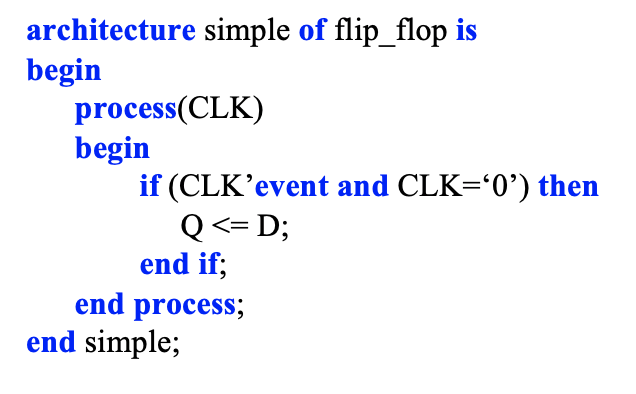 architecture simple of flip_flop is
begin
process(CLK)
begin
if (CLK’event and CLK=‘0’) then
Q <= D;
end if;
end process;
end simple;